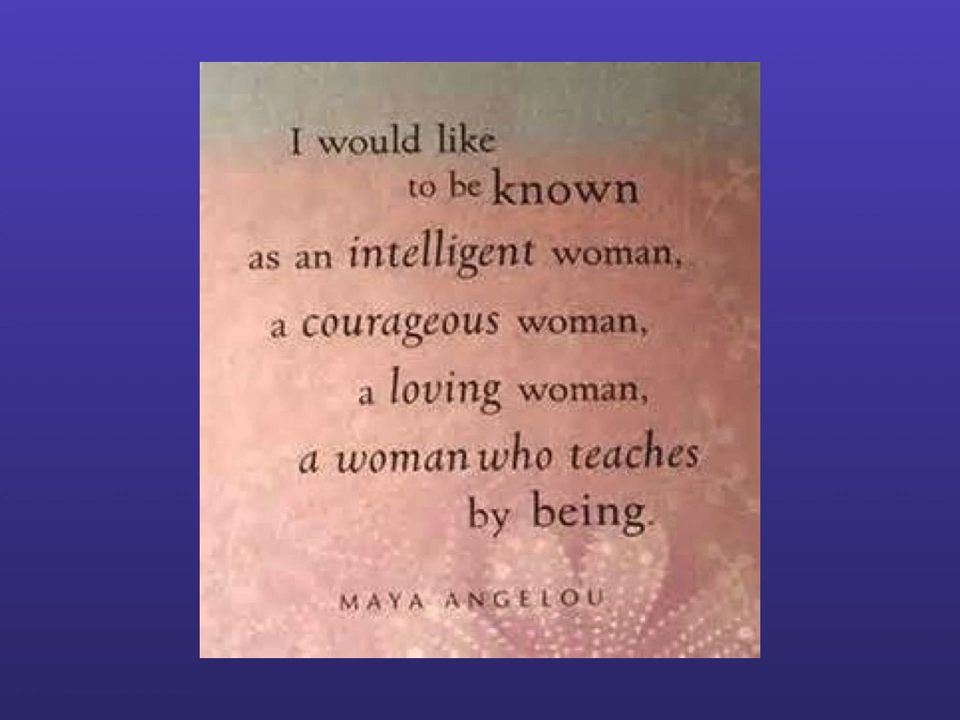 I would like
to be known
as an intelligent woman,
a courageous woman,
a loving woman,
a woman who teaches
by being.
MAYA ANGELOU